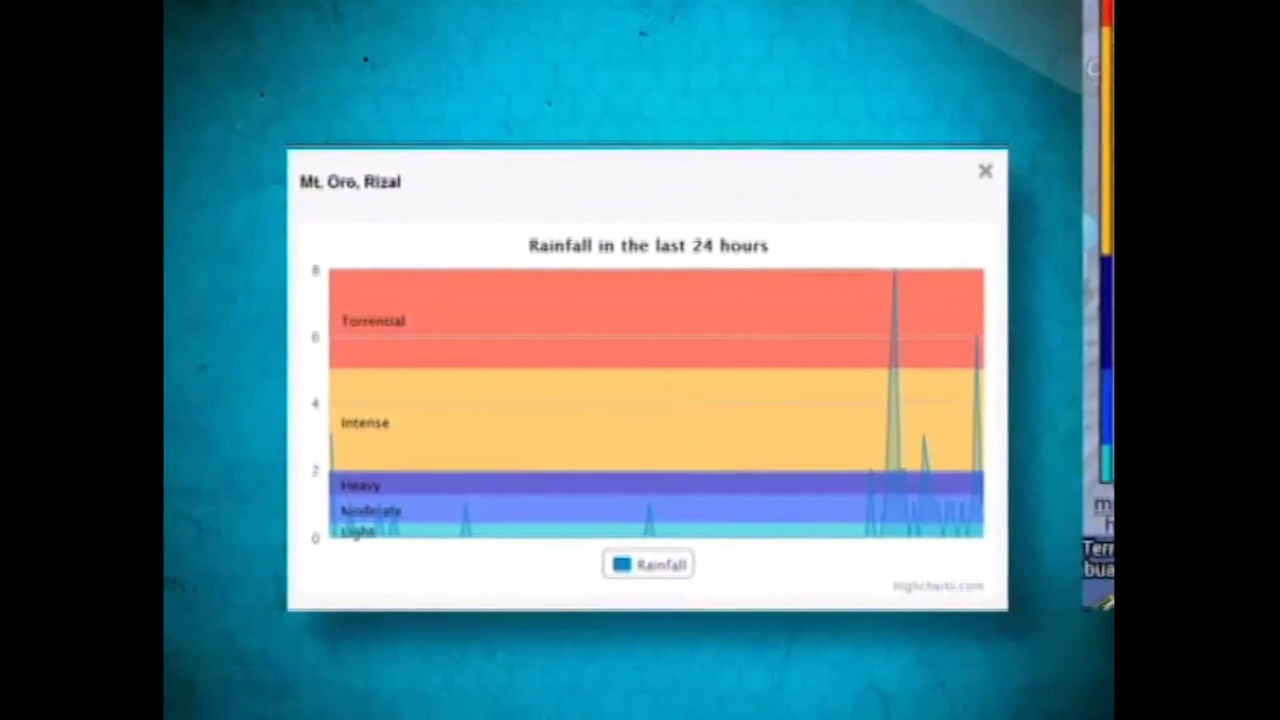 Mt. Oro, Rizal
Rainfall in the last 24 hours
8
Torrential
6
4
Intense
2
Heavy
Moderate
Light
0
Rainfall
Highcharts.com